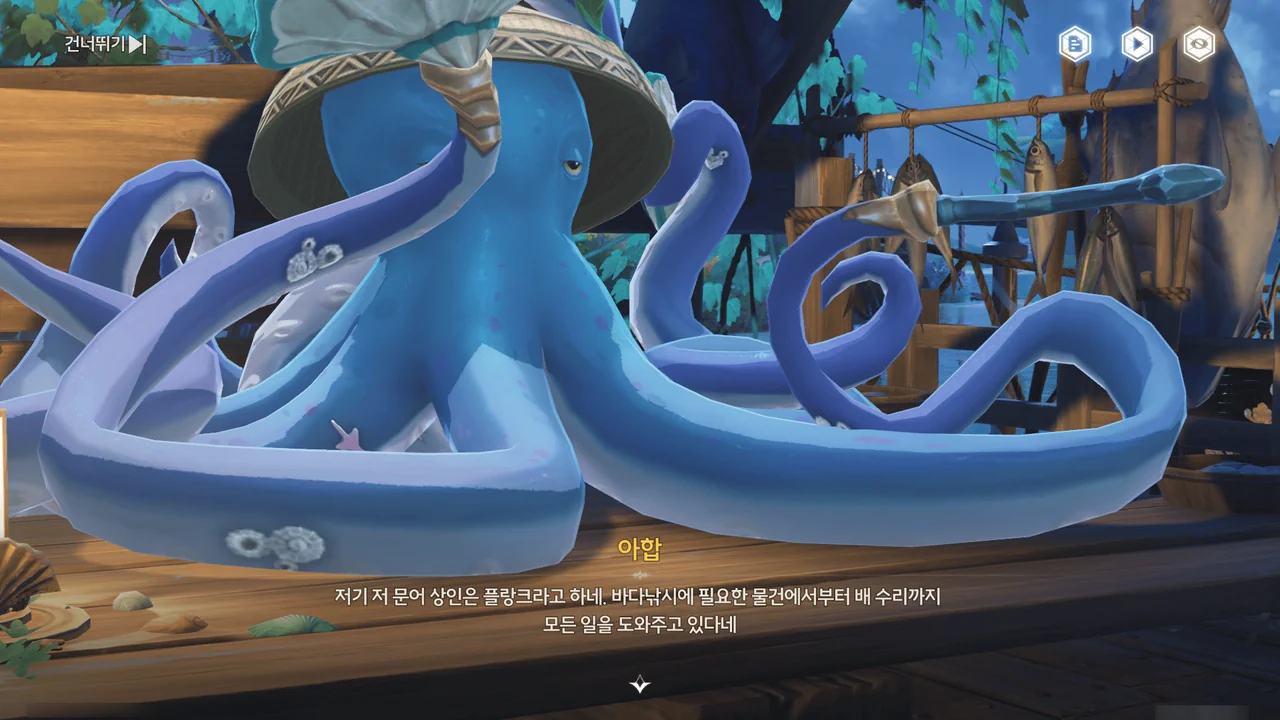 건너뛰기
아합
저기 저 문어 상인은 플랑크라고 하네. 바다낚시에 필요한 물건에서부터 배 수리까지
모든 일을 도와주고 있다네